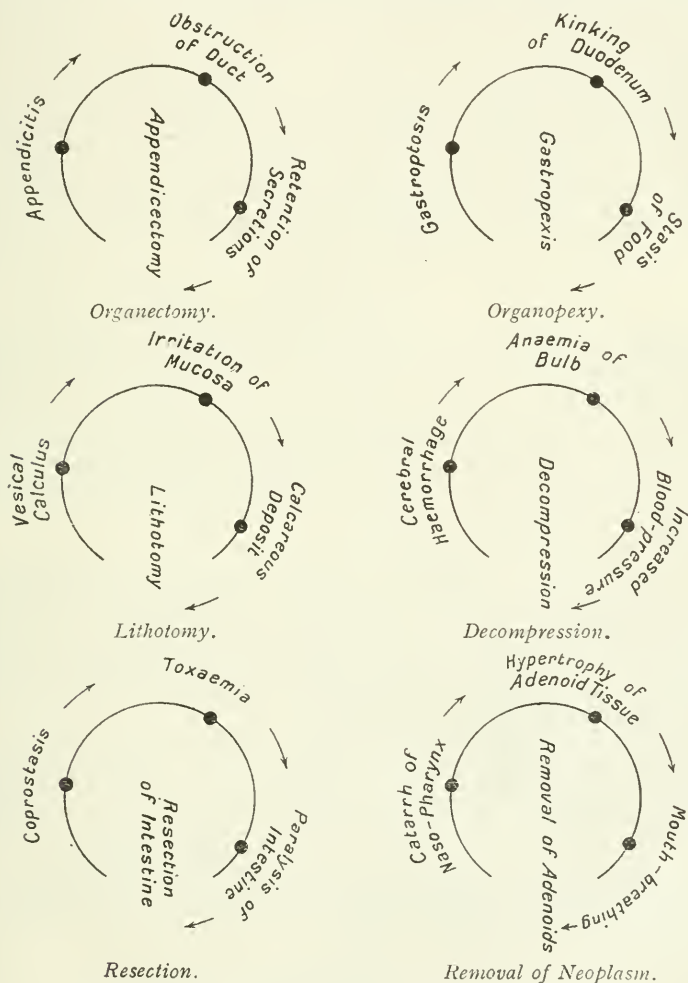 Appendicitis
Obstruction
of Duct
Retention of
Secretions
Appendicectomy
Organectomy.
Gastroptosis
Kinking
of Duodenum
Stasis
of Food
Gastropexis
Organopexy.
Vesical
Calculus
Irritation of
Mucosa
Calcareous
Deposit
Lithotomy
Lithotomy.
Cerebral
Haemorrhage
Anaemia of
Bulb
Increased
Blood-pressure
Decompression
Decompression.
Coprostasis
Toxaemia
Paralysis of
Intestine
Resection
of Intestine
Resection.
Catarrh of
Naso-Pharynx
Hypertrophy of
Adenoid Tissue
Mouth-breathing
Removal of Adenoids
Removal of Neoplasm.